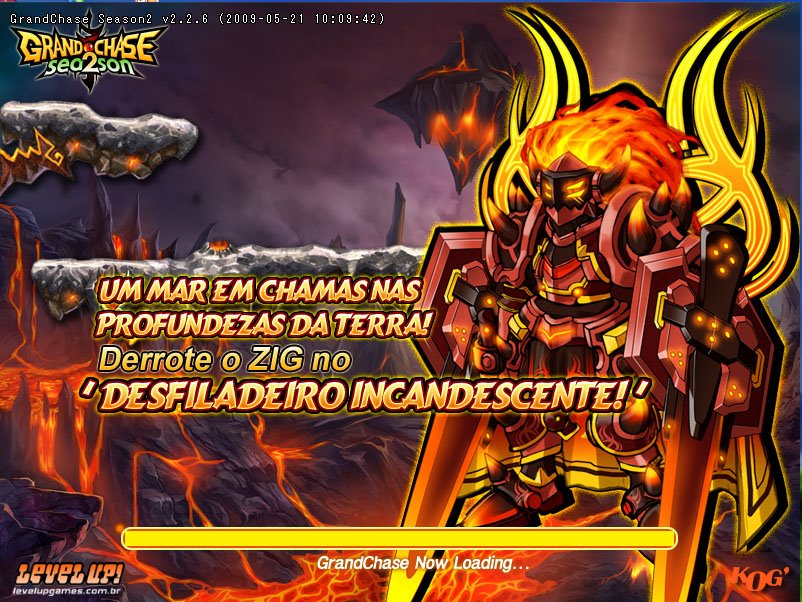 GrandChase Season2 v2.2.6 (2009-05-21 10:09:42)
GRAND CHASE
sea2son
UM MAR EM CHAMAS NAS
PROFUNDEZAS DA TERRA!
Derrote o ZIG no
' DESFILADEIRO INCANDESCENTE! '
GrandChase Now Loading...
LEVEL UP!
levelupgames.com.br
KOG'